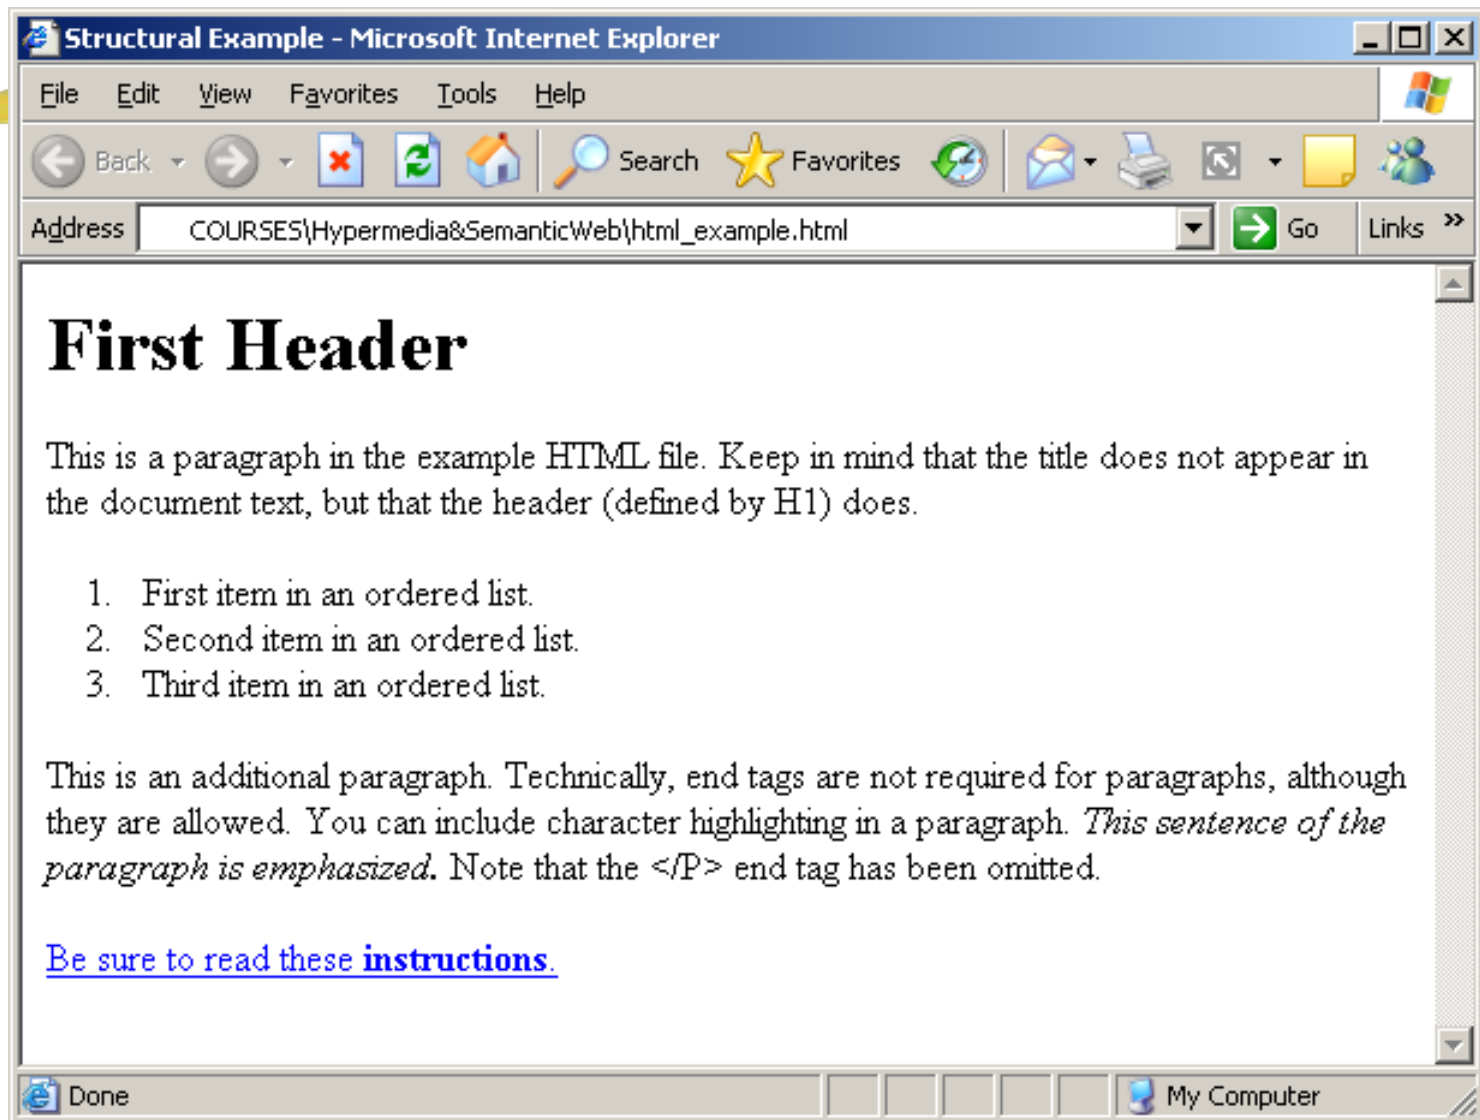 Structural Example - Microsoft Internet Explorer
File Edit View Favorites Tools Help
Back Search Favorites
Address COURSES\Hypermedia&SemanticWeb\html_example.html Go Links »
First Header
This is a paragraph in the example HTML file. Keep in mind that the title does not appear in
the document text, but that the header (defined by H1) does.
1. First item in an ordered list.
2. Second item in an ordered list.
3. Third item in an ordered list.
This is an additional paragraph. Technically, end tags are not required for paragraphs, although
they are allowed. You can include character highlighting in a paragraph. This sentence of the
paragraph is emphasized. Note that the </P> end tag has been omitted.
Be sure to read these instructions.
Done My Computer